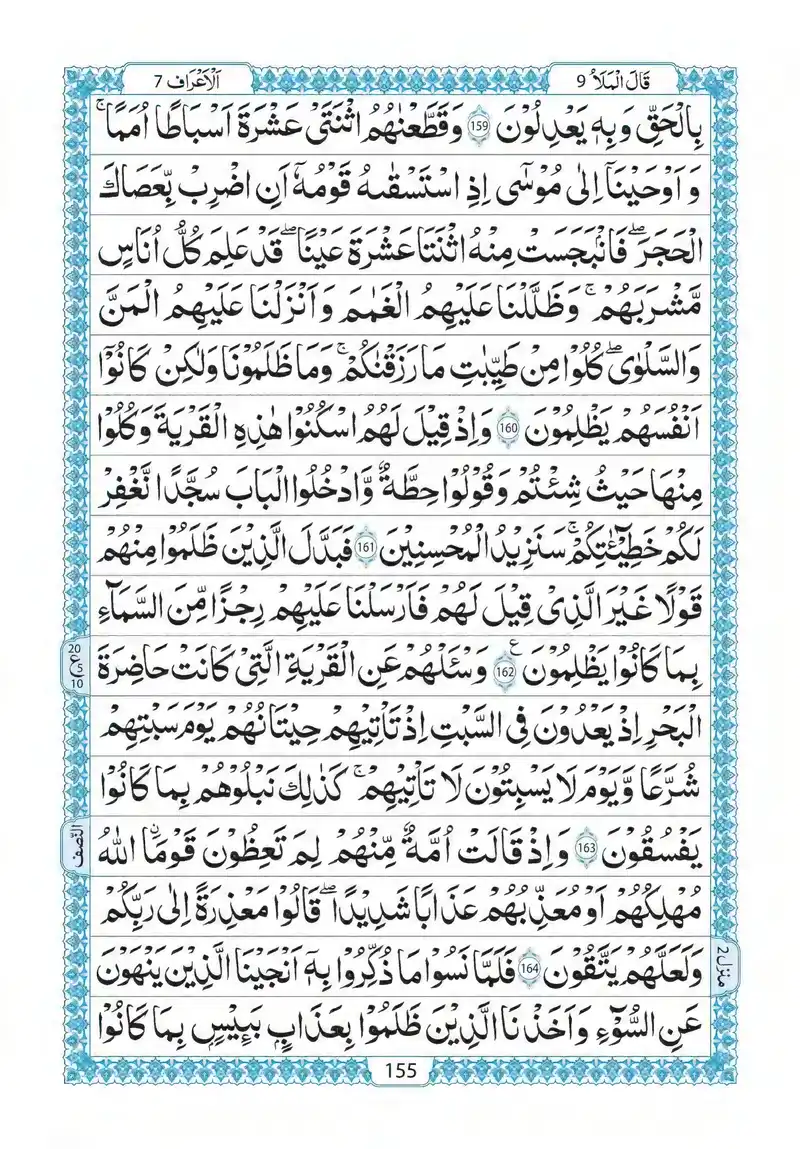 قَالَ الْمَلَاُ 9
اَلْاَعْرَاف 7
بِالْحَقِّ وَبِهٖ يَعْدِلُوْنَ 159 وَقَطَّعْنٰهُمُ اثْنَتَيْ عَشْرَةَ اَسْبَاطًا اُمَمًا ؕ
وَ اَوْحَيْنَاۤ اِلٰى مُوْسٰۤى اِذِ اسْتَسْقٰىهُ قَوْمُهٗۤ اَنِ اضْرِبْ بِّعَصَاكَ
الْحَجَرَ ۚ فَانْۢبَجَسَتْ مِنْهُ اثْنَتَا عَشْرَةَ عَيْنًا ؕ قَدْ عَلِمَ كُلُّ اُنَاسٍ
مَّشْرَبَهُمْ ؕ وَظَلَّلْنَا عَلَيْهِمُ الْغَمَامَ وَاَنْزَلْنَا عَلَيْهِمُ الْمَنَّ
وَالسَّلْوٰى ؕ كُلُوْا مِنْ طَيِّبٰتِ مَا رَزَقْنٰكُمْ ؕ وَمَا ظَلَمُوْنَا وَلٰكِنْ كَانُوْۤا
اَنْفُسَهُمْ يَظْلِمُوْنَ 160 وَاِذْ قِيْلَ لَهُمُ اسْكُنُوْا هٰذِهِ الْقَرْيَةَ وَكُلُوْا
مِنْهَا حَيْثُ شِئْتُمْ وَقُوْلُوْا حِطَّةٌ وَّادْخُلُوا الْبَابَ سُجَّدًا نَّغْفِرْ
لَكُمْ خَطِيْٓـٰٔتِكُمْ ؕ سَنَزِيْدُ الْمُحْسِنِيْنَ 161 فَبَدَّلَ الَّذِيْنَ ظَلَمُوْا مِنْهُمْ
قَوْلًا غَيْرَ الَّذِيْ قِيْلَ لَهُمْ فَاَرْسَلْنَا عَلَيْهِمْ رِجْزًا مِّنَ السَّمَآءِ
بِمَا كَانُوْا يَظْلِمُوْنَ 162 ع وَسْـَٔلْهُمْ عَنِ الْقَرْيَةِ الَّتِيْ كَانَتْ حَاضِرَةَ
20 ع 5 10
الْبَحْرِ اِذْ يَعْدُوْنَ فِي السَّبْتِ اِذْ تَاْتِيْهِمْ حِيْتَانُهُمْ يَوْمَ سَبْتِهِمْ
شُرَّعًا وَّيَوْمَ لَا يَسْبِتُوْنَ لَا تَاْتِيْهِمْ ۚ كَذٰلِكَ نَبْلُوْهُمْ بِمَا كَانُوْا
يَفْسُقُوْنَ 163 وَاِذْ قَالَتْ اُمَّةٌ مِّنْهُمْ لِمَ تَعِظُوْنَ قَوْمَا ۨ اللّٰهُ
النِّصْف
مُهْلِكُهُمْ اَوْ مُعَذِّبُهُمْ عَذَابًا شَدِيْدًا ؕ قَالُوْا مَعْذِرَةً اِلٰى رَبِّكُمْ
وَلَعَلَّهُمْ يَتَّقُوْنَ 164 فَلَمَّا نَسُوْا مَا ذُكِّرُوْا بِهٖۤ اَنْجَيْنَا الَّذِيْنَ يَنْهَوْنَ
منزل 2
عَنِ السُّوْٓءِ وَاَخَذْنَا الَّذِيْنَ ظَلَمُوْا بِعَذَابٍۭ بَـِٔيْسٍۭ بِمَا كَانُوْا
155